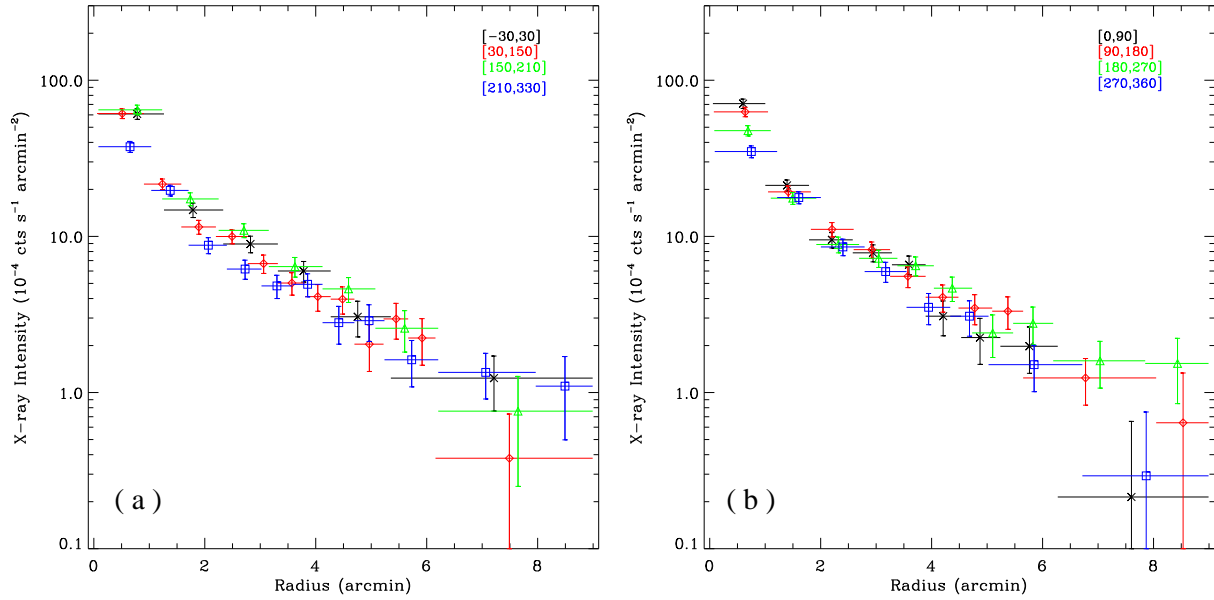 [-30,30]
[30,150]
[150,210]
[210,330]
100.0
10.0
1.0
0.1
X-ray Intensity (10⁻⁴ cts s⁻¹ arcmin⁻²)
( a )
0 2 4 6 8
Radius (arcmin)
[0,90]
[90,180]
[180,270]
[270,360]
100.0
10.0
1.0
0.1
X-ray Intensity (10⁻⁴ cts s⁻¹ arcmin⁻²)
( b )
0 2 4 6 8
Radius (arcmin)